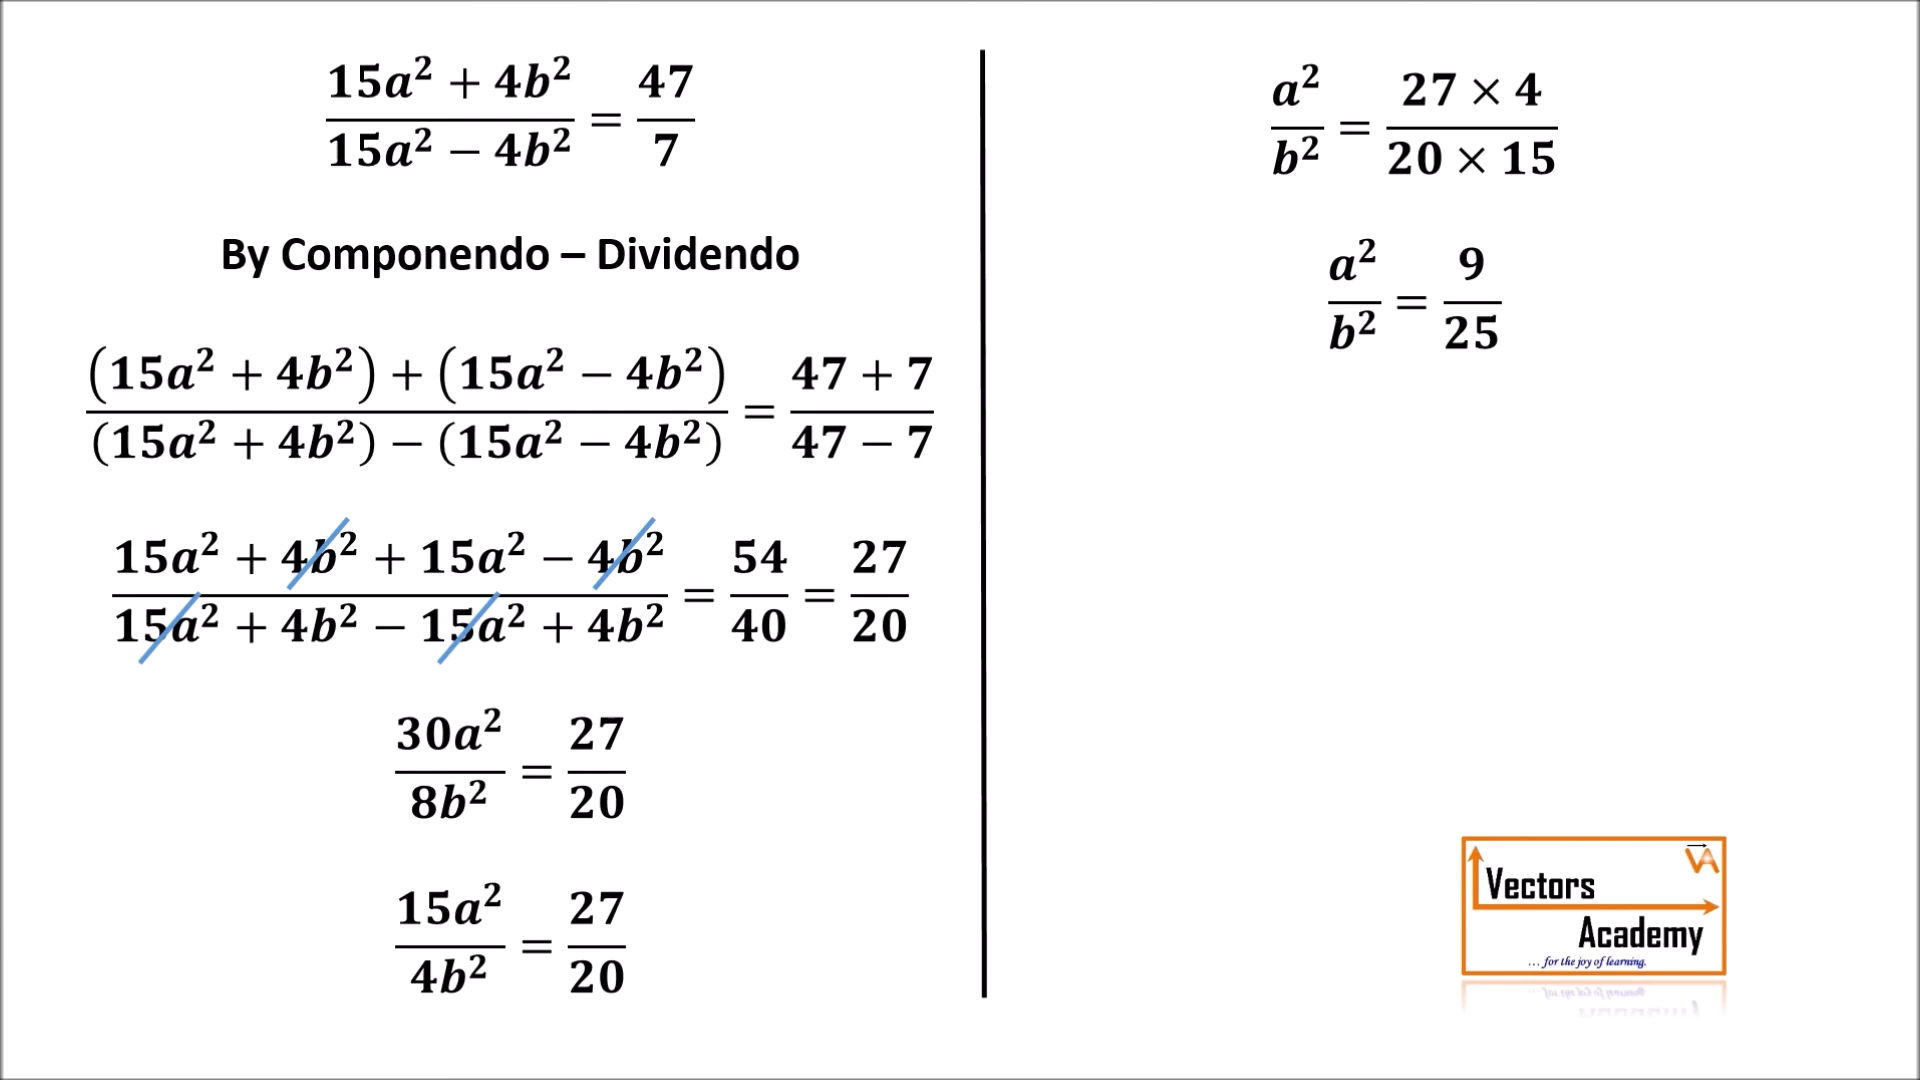 15a² + 4b² / 15a² − 4b² = 47 / 7
By Componendo – Dividendo
(15a² + 4b²) + (15a² − 4b²) / (15a² + 4b²) − (15a² − 4b²) = 47 + 7 / 47 − 7
15a² + 4b² + 15a² − 4b² / 15a² + 4b² − 15a² + 4b² = 54 / 40 = 27 / 20
30a² / 8b² = 27 / 20
15a² / 4b² = 27 / 20
a² / b² = 27 × 4 / 20 × 15
a² / b² = 9 / 25
VA
Vectors
Academy
... for the joy of learning.